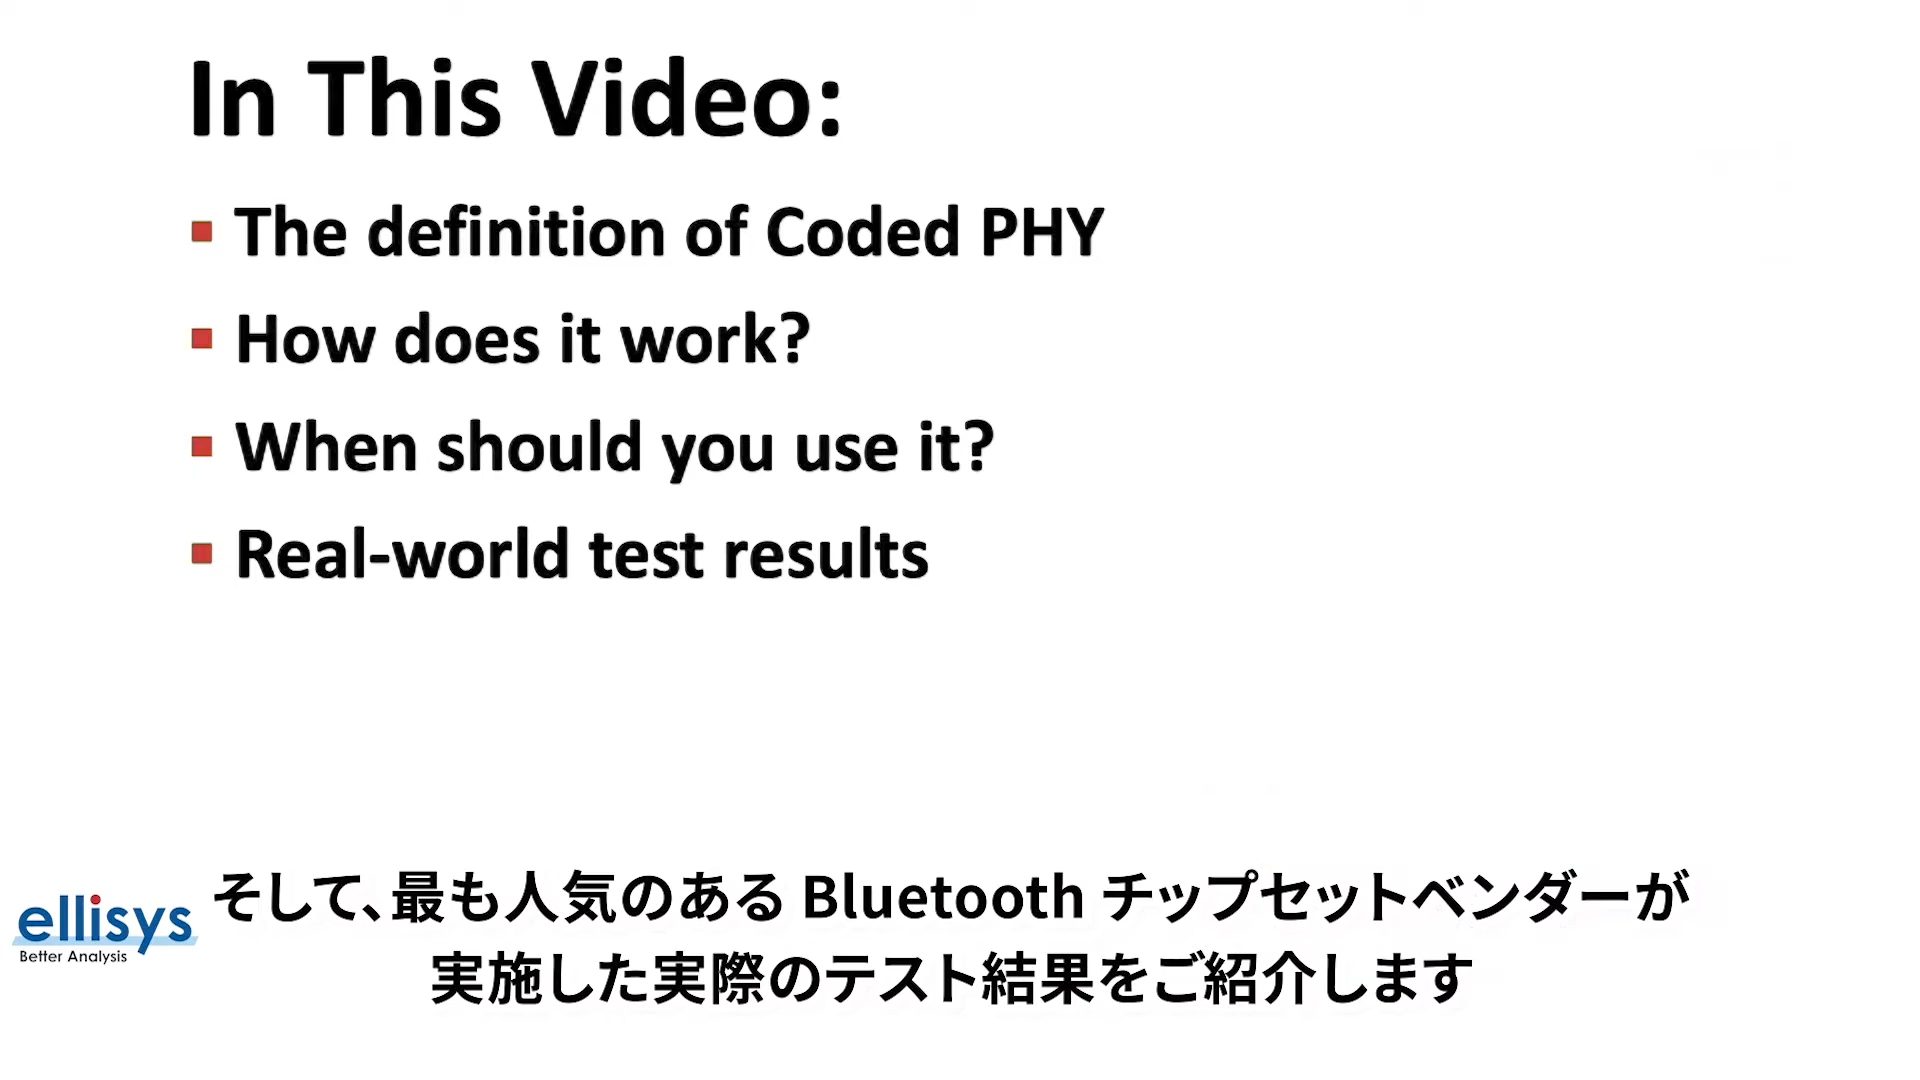 In This Video:
The definition of Coded PHY
How does it work?
When should you use it?
Real-world test results
そして、最も人気のある Bluetooth チップセットベンダーが
実施した実際のテスト結果をご紹介します
ellisys
Better Analysis